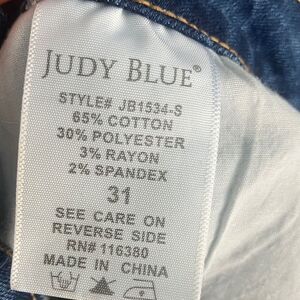 JUDY BLUE®
STYLE# JB1534-S
65% COTTON
30% POLYESTER
3% RAYON
2% SPANDEX
31
SEE CARE ON
REVERSE SIDE
RN# 116380
MADE IN CHINA